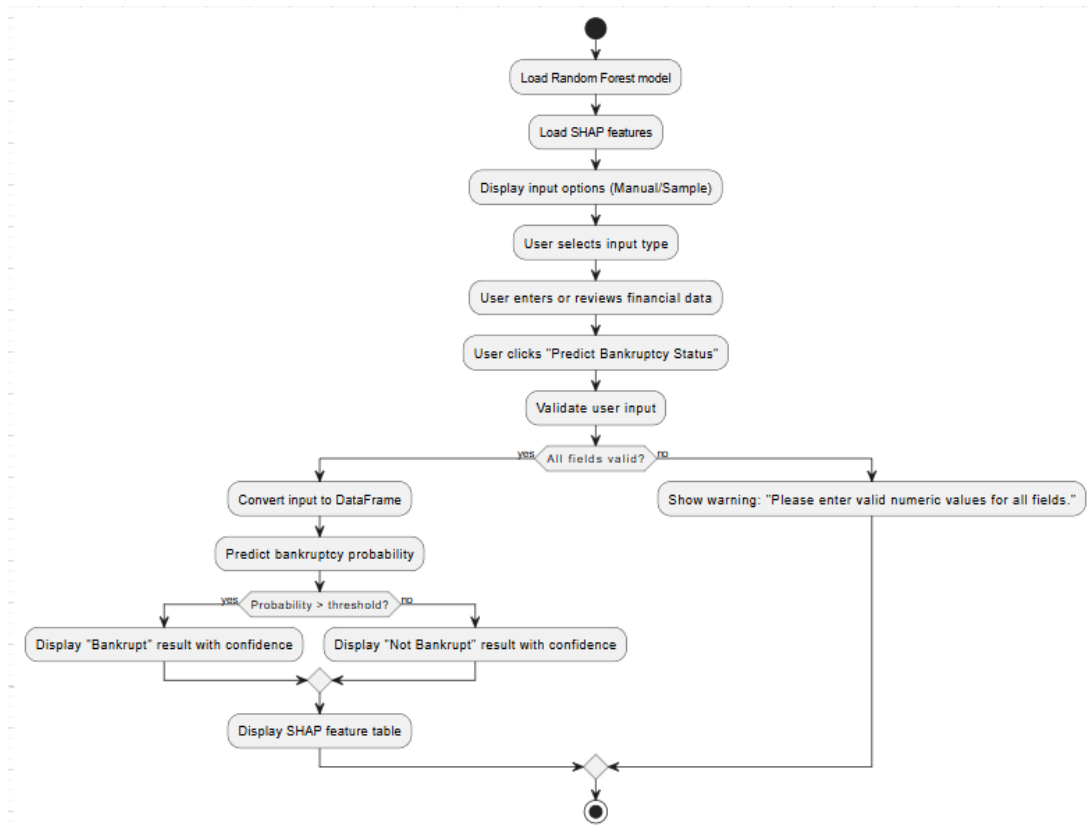 Load Random Forest model
Load SHAP features
Display input options (Manual/Sample)
User selects input type
User enters or reviews financial data
User clicks "Predict Bankruptcy Status"
Validate user input
yes
All fields valid?
no
Convert input to DataFrame
Show warning: "Please enter valid numeric values for all fields."
Predict bankruptcy probability
yes
Probability > threshold?
no
Display "Bankrupt" result with confidence
Display "Not Bankrupt" result with confidence
Display SHAP feature table